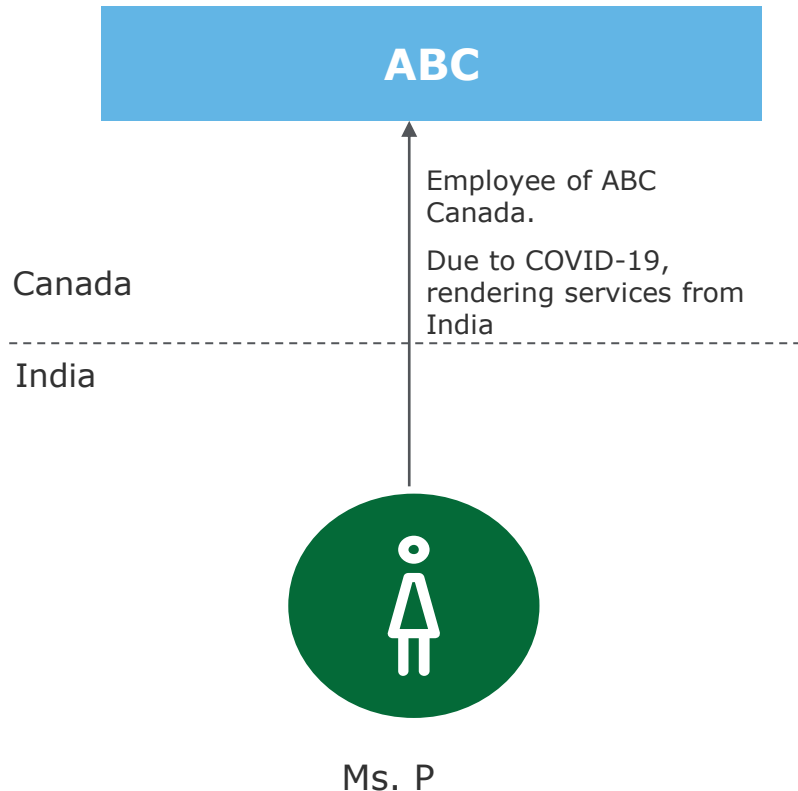 ABC
Employee of ABC
Canada.
Due to COVID-19,
rendering services from
India
Canada
India
Ms. P